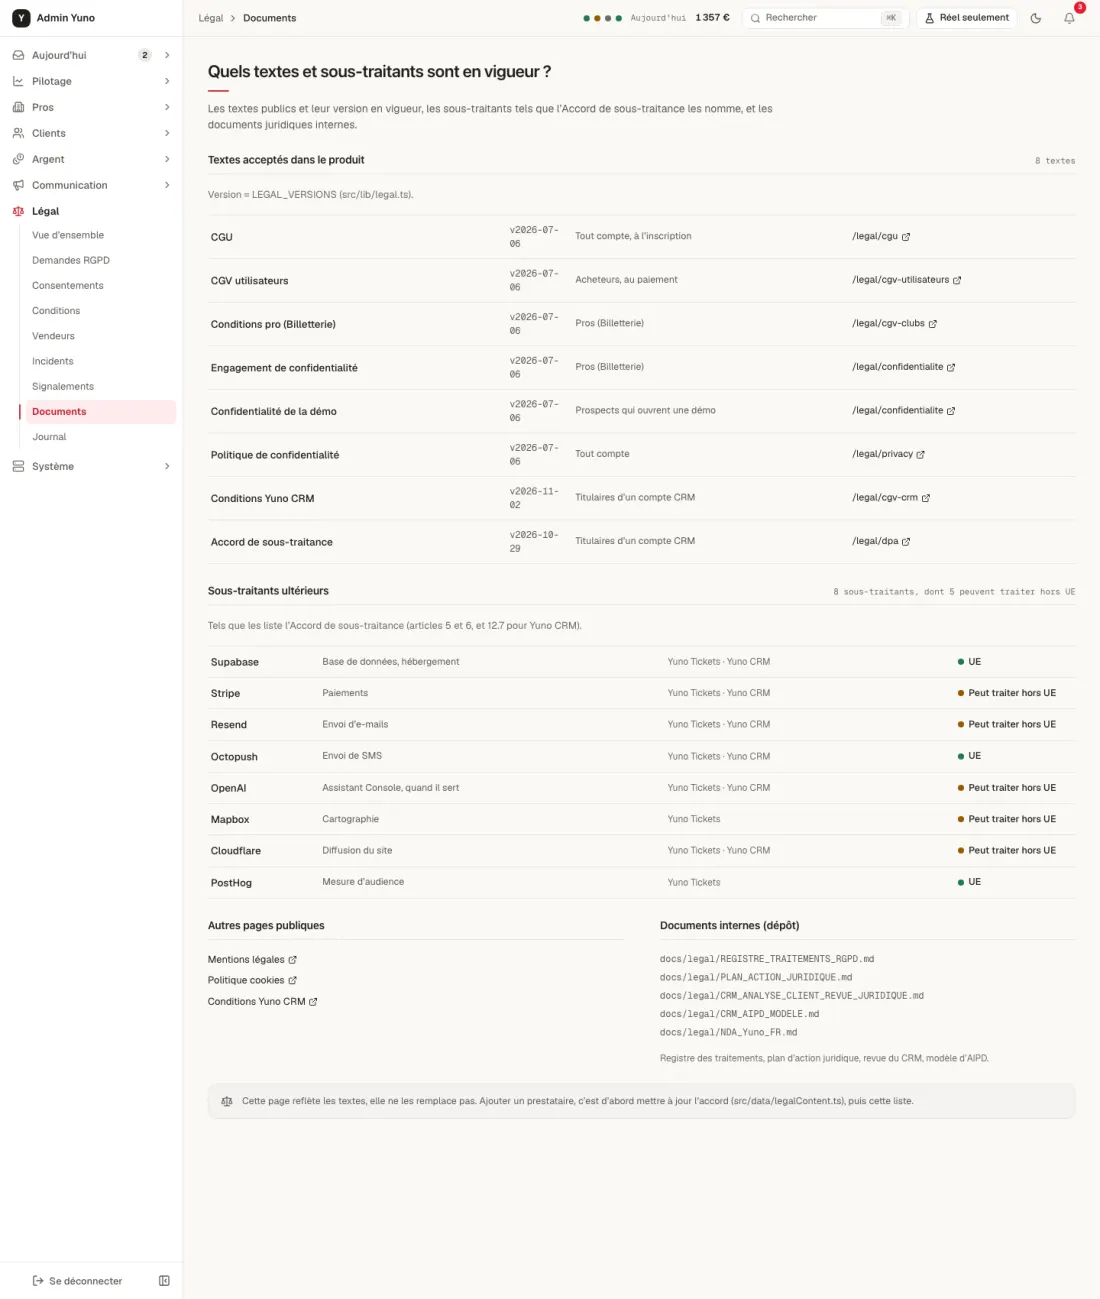 Y Admin Yuno
Légal > Documents
Aujourd'hui 1 357 €
Rechercher ⌘K
Réel seulement
3
Aujourd'hui 2
Pilotage
Pros
Clients
Argent
Communication
Légal
Vue d'ensemble
Demandes RGPD
Consentements
Conditions
Vendeurs
Incidents
Signalements
Documents
Journal
Système
Se déconnecter
Quels textes et sous-traitants sont en vigueur ?
Les textes publics et leur version en vigueur, les sous-traitants tels que l'Accord de sous-traitance les nomme, et les
documents juridiques internes.
Textes acceptés dans le produit 8 textes
Version = LEGAL_VERSIONS (src/lib/legal.ts).
CGU v2026-07-06 Tout compte, à l'inscription /legal/cgu
CGV utilisateurs v2026-07-06 Acheteurs, au paiement /legal/cgv-utilisateurs
Conditions pro (Billetterie) v2026-07-06 Pros (Billetterie) /legal/cgv-clubs
Engagement de confidentialité v2026-07-06 Pros (Billetterie) /legal/confidentialite
Confidentialité de la démo v2026-07-06 Prospects qui ouvrent une démo /legal/confidentialite
Politique de confidentialité v2026-07-06 Tout compte /legal/privacy
Conditions Yuno CRM v2026-11-02 Titulaires d'un compte CRM /legal/cgv-crm
Accord de sous-traitance v2026-10-29 Titulaires d'un compte CRM /legal/dpa
Sous-traitants ultérieurs 8 sous-traitants, dont 5 peuvent traiter hors UE
Tels que les liste l'Accord de sous-traitance (articles 5 et 6, et 12.7 pour Yuno CRM).
Supabase Base de données, hébergement Yuno Tickets · Yuno CRM UE
Stripe Paiements Yuno Tickets · Yuno CRM Peut traiter hors UE
Resend Envoi d'e-mails Yuno Tickets · Yuno CRM Peut traiter hors UE
Octopush Envoi de SMS Yuno Tickets · Yuno CRM UE
OpenAI Assistant Console, quand il sert Yuno Tickets · Yuno CRM Peut traiter hors UE
Mapbox Cartographie Yuno Tickets Peut traiter hors UE
Cloudflare Diffusion du site Yuno Tickets · Yuno CRM Peut traiter hors UE
PostHog Mesure d'audience Yuno Tickets UE
Autres pages publiques
Mentions légales
Politique cookies
Conditions Yuno CRM
Documents internes (dépôt)
docs/legal/REGISTRE_TRAITEMENTS_RGPD.md
docs/legal/PLAN_ACTION_JURIDIQUE.md
docs/legal/CRM_ANALYSE_CLIENT_REVUE_JURIDIQUE.md
docs/legal/CRM_AIPD_MODELE.md
docs/legal/NDA_Yuno_FR.md
Registre des traitements, plan d'action juridique, revue du CRM, modèle d'AIPD.
Cette page reflète les textes, elle ne les remplace pas. Ajouter un prestataire, c'est d'abord mettre à jour l'accord (src/data/legalContent.ts), puis cette liste.